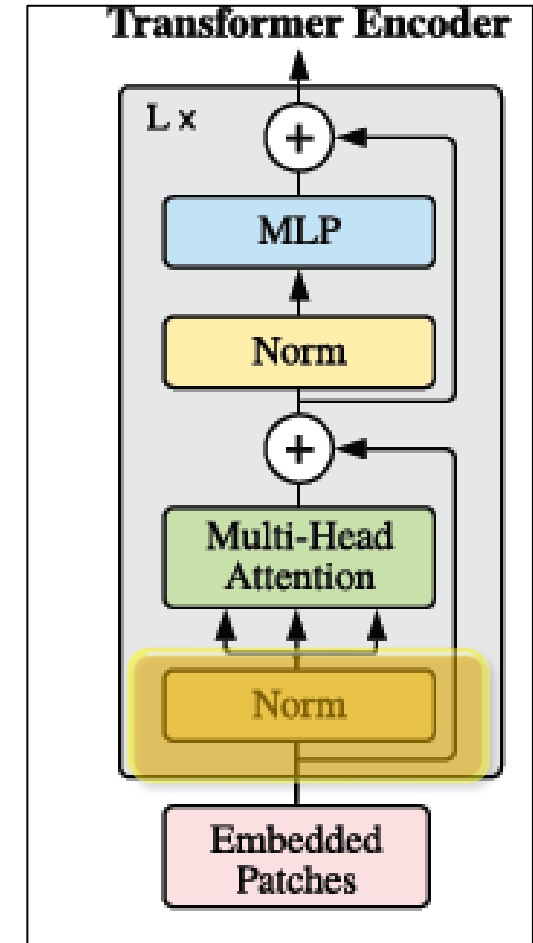 Transformer Encoder
L x
+
MLP
Norm
+
Multi-Head
Attention
Norm
Embedded
Patches